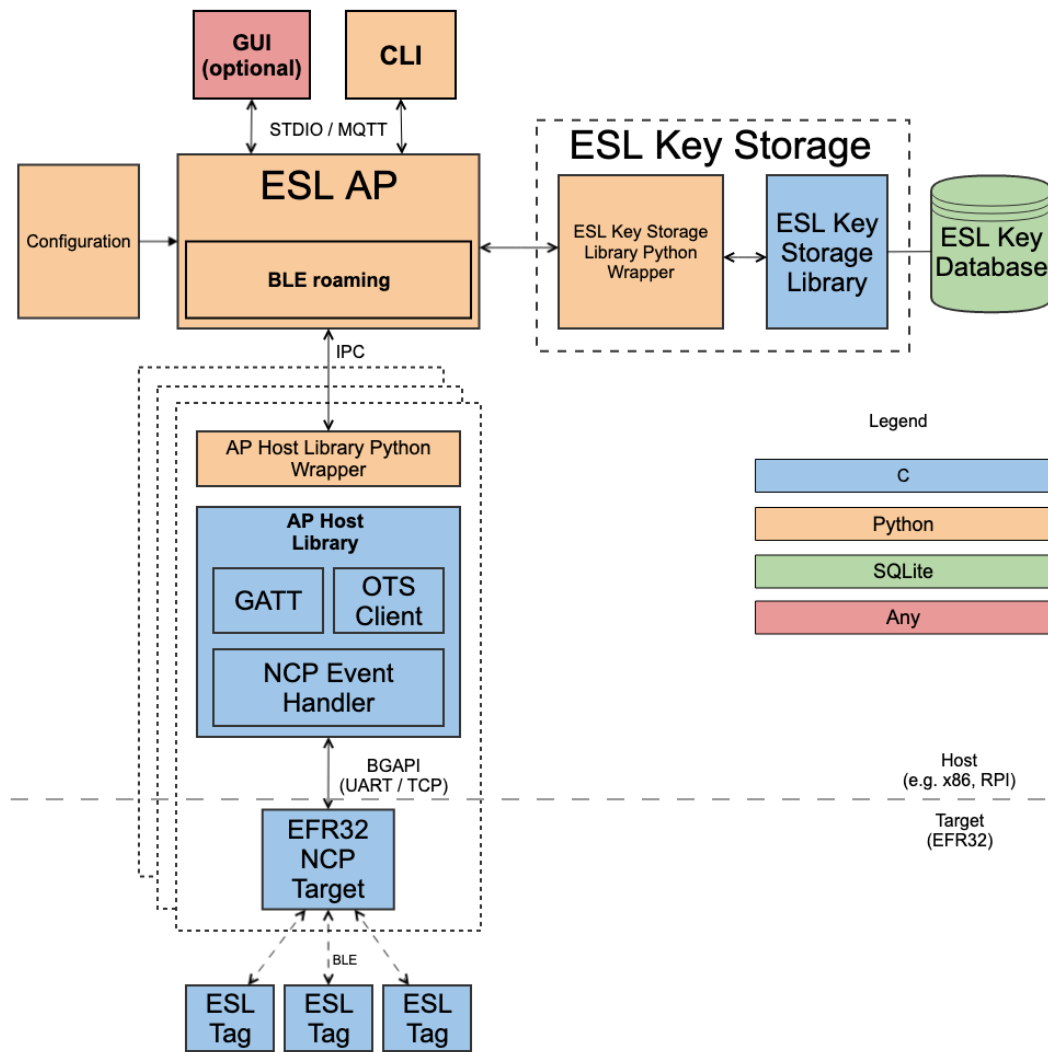 GUI
(optional)
CLI
STDIO / MQTT
ESL Key Storage
ESL AP
Configuration
BLE roaming
ESL Key Storage
Library Python
Wrapper
ESL Key
Storage
Library
ESL Key
Database
IPC
AP Host Library Python
Wrapper
AP Host
Library
GATT
OTS
Client
NCP Event
Handler
Legend
C
Python
SQLite
Any
BGAPI
(UART / TCP)
Host
(e.g. x86, RPI)
Target
(EFR32)
EFR32
NCP
Target
BLE
ESL
Tag
ESL
Tag
ESL
Tag